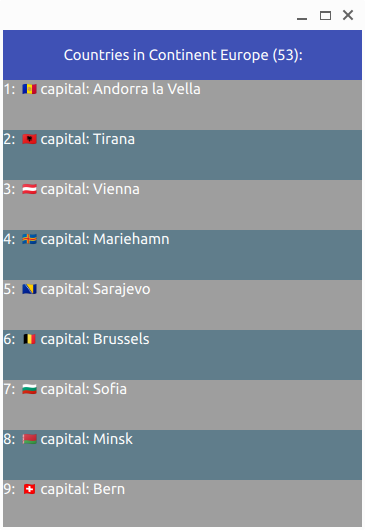 Countries in Continent Europe (53):
1: 🇦🇩 capital: Andorra la Vella
2: 🇦🇱 capital: Tirana
3: 🇦🇹 capital: Vienna
4: 🇦🇽 capital: Mariehamn
5: 🇧🇦 capital: Sarajevo
6: 🇧🇪 capital: Brussels
7: 🇧🇬 capital: Sofia
8: 🇧🇾 capital: Minsk
9: 🇨🇭 capital: Bern